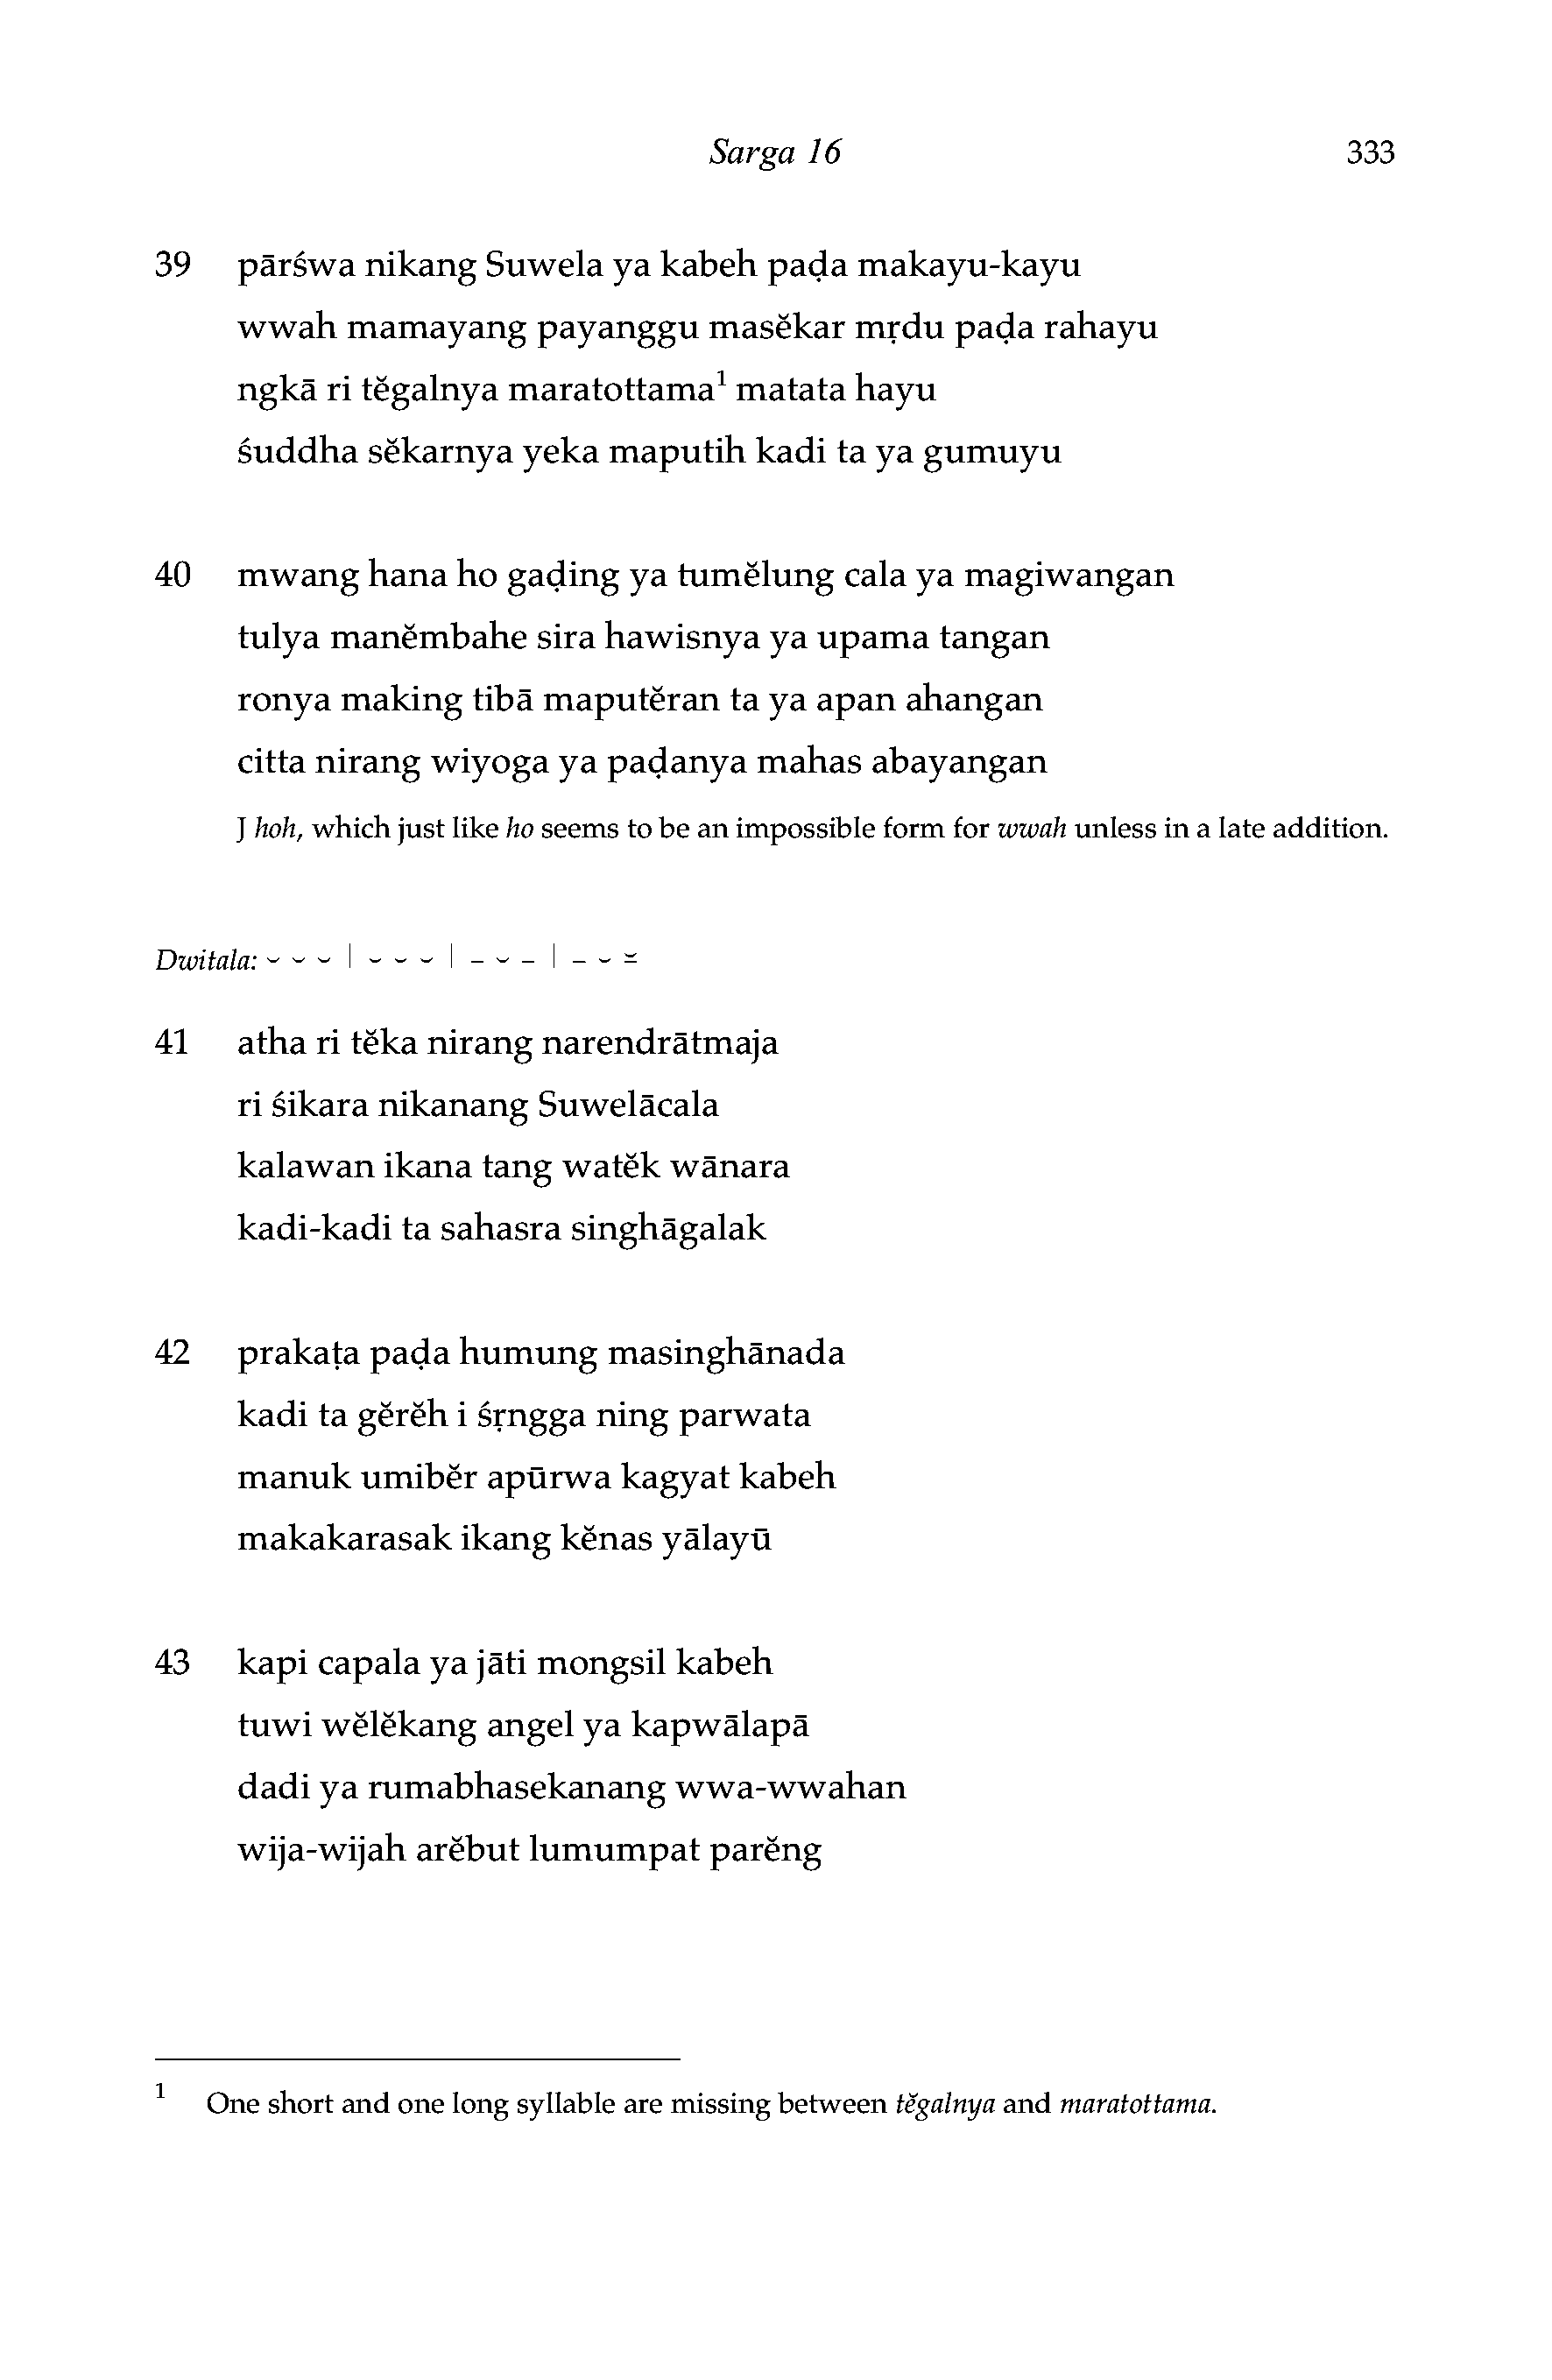 Sarga 16 333
39 pārśwa nikang Suwela ya kabeh paḍa makayu-kayu
wwah mamayang payanggu masĕkar mṛdu paḍa rahayu
ngkā ri tĕgalnya maratottama¹ matata hayu
śuddha sĕkarnya yeka maputih kadi ta ya gumuyu
40 mwang hana ho gaḍing ya tumĕlung cala ya magiwangan
tulya manĕmbahe sira hawisnya ya upama tangan
ronya making tibā maputĕran ta ya apan ahangan
citta nirang wiyoga ya paḍanya mahas abayangan
J hoh, which just like ho seems to be an impossible form for wwah unless in a late addition.
Dwitala: ⏑ ⏑ ⏑ | ⏑ ⏑ ⏑ | – ⏑ – | – ⏑ ⏓
41 atha ri tĕka nirang narendrātmaja
ri śikara nikanang Suwelācala
kalawan ikana tang watĕk wānara
kadi-kadi ta sahasra singhāgalak
42 prakaṭa paḍa humung masinghānada
kadi ta gĕrĕh i śṛngga ning parwata
manuk umibĕr apūrwa kagyat kabeh
makakarasak ikang kĕnas yālayū
43 kapi capala ya jāti mongsil kabeh
tuwi wĕlĕkang angel ya kapwālapā
dadi ya rumabhasekanang wwa-wwahan
wija-wijah arĕbut lumumpat parĕng
1 One short and one long syllable are missing between tĕgalnya and maratottama.